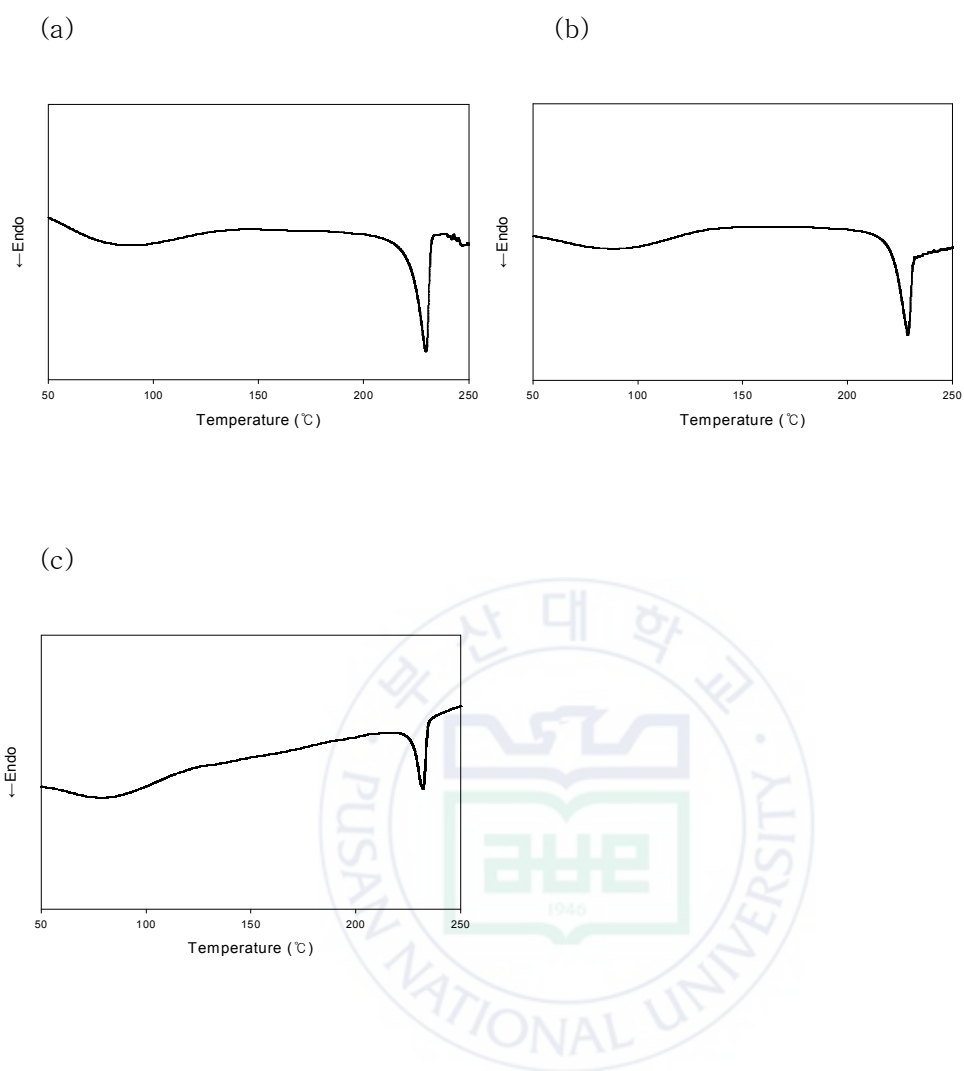 (a)
(b)
←Endo
50 100 150 200 250
Temperature (℃)
←Endo
50 100 150 200 250
Temperature (℃)
(c)
←Endo
50 100 150 200 250
Temperature (℃)
부산대학교
PUSAN NATIONAL UNIVERSITY
1946